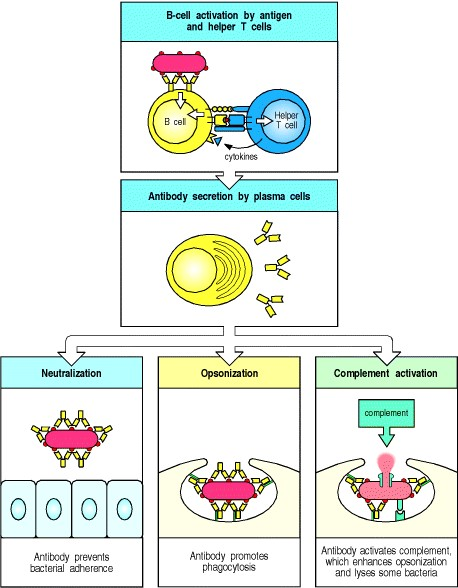 B-cell activation by antigen
and helper T cells
B cell
Helper
T cell
cytokines
Antibody secretion by plasma cells
Neutralization
Opsonization
Complement activation
complement
Antibody prevents
bacterial adherence
Antibody promotes
phagocytosis
Antibody activates complement,
which enhances opsonization
and lyses some bacteria